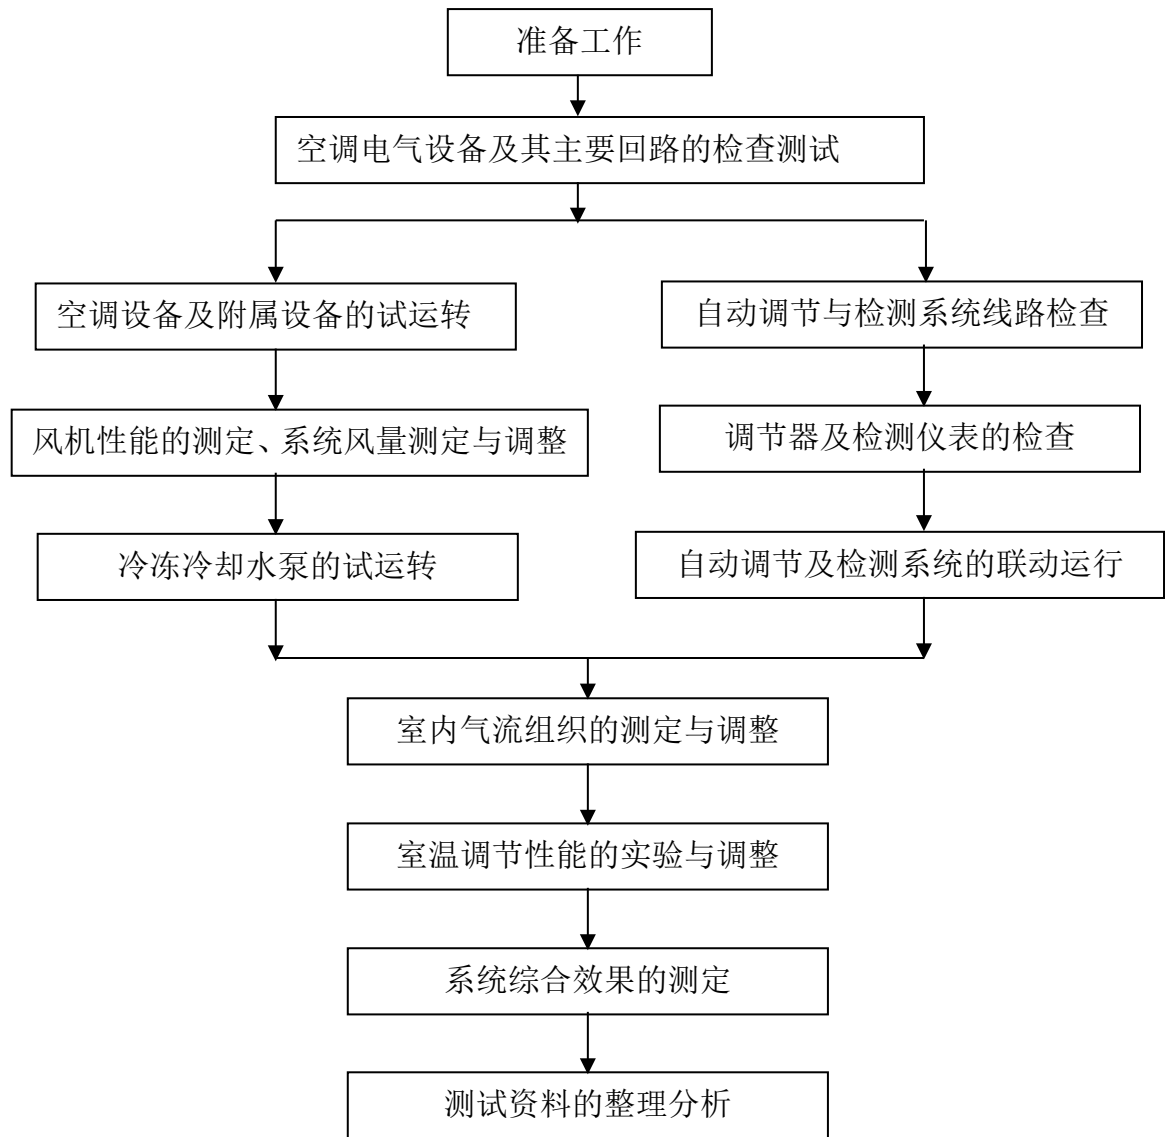 准备工作
空调电气设备及其主要回路的检查测试
空调设备及附属设备的试运转
自动调节与检测系统线路检查
风机性能的测定、系统风量测定与调整
调节器及检测仪表的检查
冷冻冷却水泵的试运转
自动调节及检测系统的联动运行
室内气流组织的测定与调整
室温调节性能的实验与调整
系统综合效果的测定
测试资料的整理分析